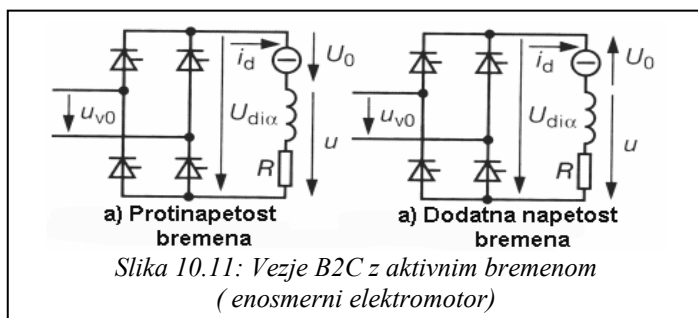 i_d U_0 i_d U_0
u_v0 U_diα u u_v0 U_diα u
R R
a) Protinapetost a) Dodatna napetost
bremena bremena
Slika 10.11: Vezje B2C z aktivnim bremenom
( enosmerni elektromotor)